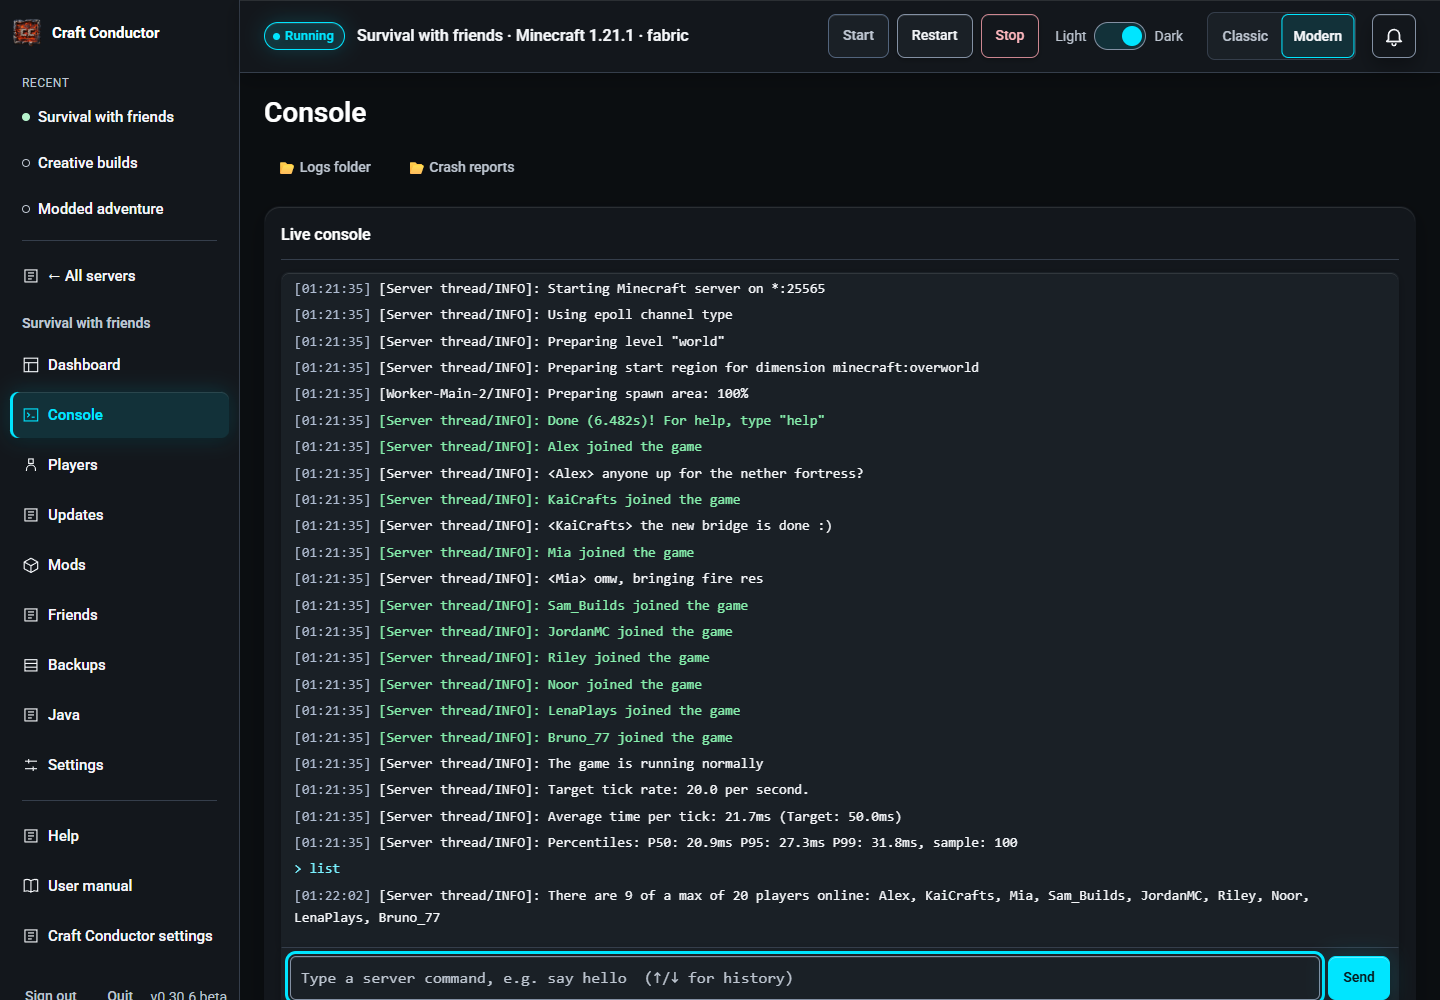 Craft Conductor
RECENT
Survival with friends
Creative builds
Modded adventure
← All servers
Survival with friends
Dashboard
Console
Players
Updates
Mods
Friends
Backups
Java
Settings
Help
User manual
Craft Conductor settings
Sign out Quit v0.30.6 beta
Running Survival with friends · Minecraft 1.21.1 · fabric Start Restart Stop Light Dark Classic Modern
Console
Logs folder Crash reports
Live console
[01:21:35] [Server thread/INFO]: Starting Minecraft server on *:25565
[01:21:35] [Server thread/INFO]: Using epoll channel type
[01:21:35] [Server thread/INFO]: Preparing level "world"
[01:21:35] [Server thread/INFO]: Preparing start region for dimension minecraft:overworld
[01:21:35] [Worker-Main-2/INFO]: Preparing spawn area: 100%
[01:21:35] [Server thread/INFO]: Done (6.482s)! For help, type "help"
[01:21:35] [Server thread/INFO]: Alex joined the game
[01:21:35] [Server thread/INFO]: <Alex> anyone up for the nether fortress?
[01:21:35] [Server thread/INFO]: KaiCrafts joined the game
[01:21:35] [Server thread/INFO]: <KaiCrafts> the new bridge is done :)
[01:21:35] [Server thread/INFO]: Mia joined the game
[01:21:35] [Server thread/INFO]: <Mia> omw, bringing fire res
[01:21:35] [Server thread/INFO]: Sam_Builds joined the game
[01:21:35] [Server thread/INFO]: JordanMC joined the game
[01:21:35] [Server thread/INFO]: Riley joined the game
[01:21:35] [Server thread/INFO]: Noor joined the game
[01:21:35] [Server thread/INFO]: LenaPlays joined the game
[01:21:35] [Server thread/INFO]: Bruno_77 joined the game
[01:21:35] [Server thread/INFO]: The game is running normally
[01:21:35] [Server thread/INFO]: Target tick rate: 20.0 per second.
[01:21:35] [Server thread/INFO]: Average time per tick: 21.7ms (Target: 50.0ms)
[01:21:35] [Server thread/INFO]: Percentiles: P50: 20.9ms P95: 27.3ms P99: 31.8ms, sample: 100
> list
[01:22:02] [Server thread/INFO]: There are 9 of a max of 20 players online: Alex, KaiCrafts, Mia, Sam_Builds, JordanMC, Riley, Noor,
LenaPlays, Bruno_77
Type a server command, e.g. say hello (↑/↓ for history) Send